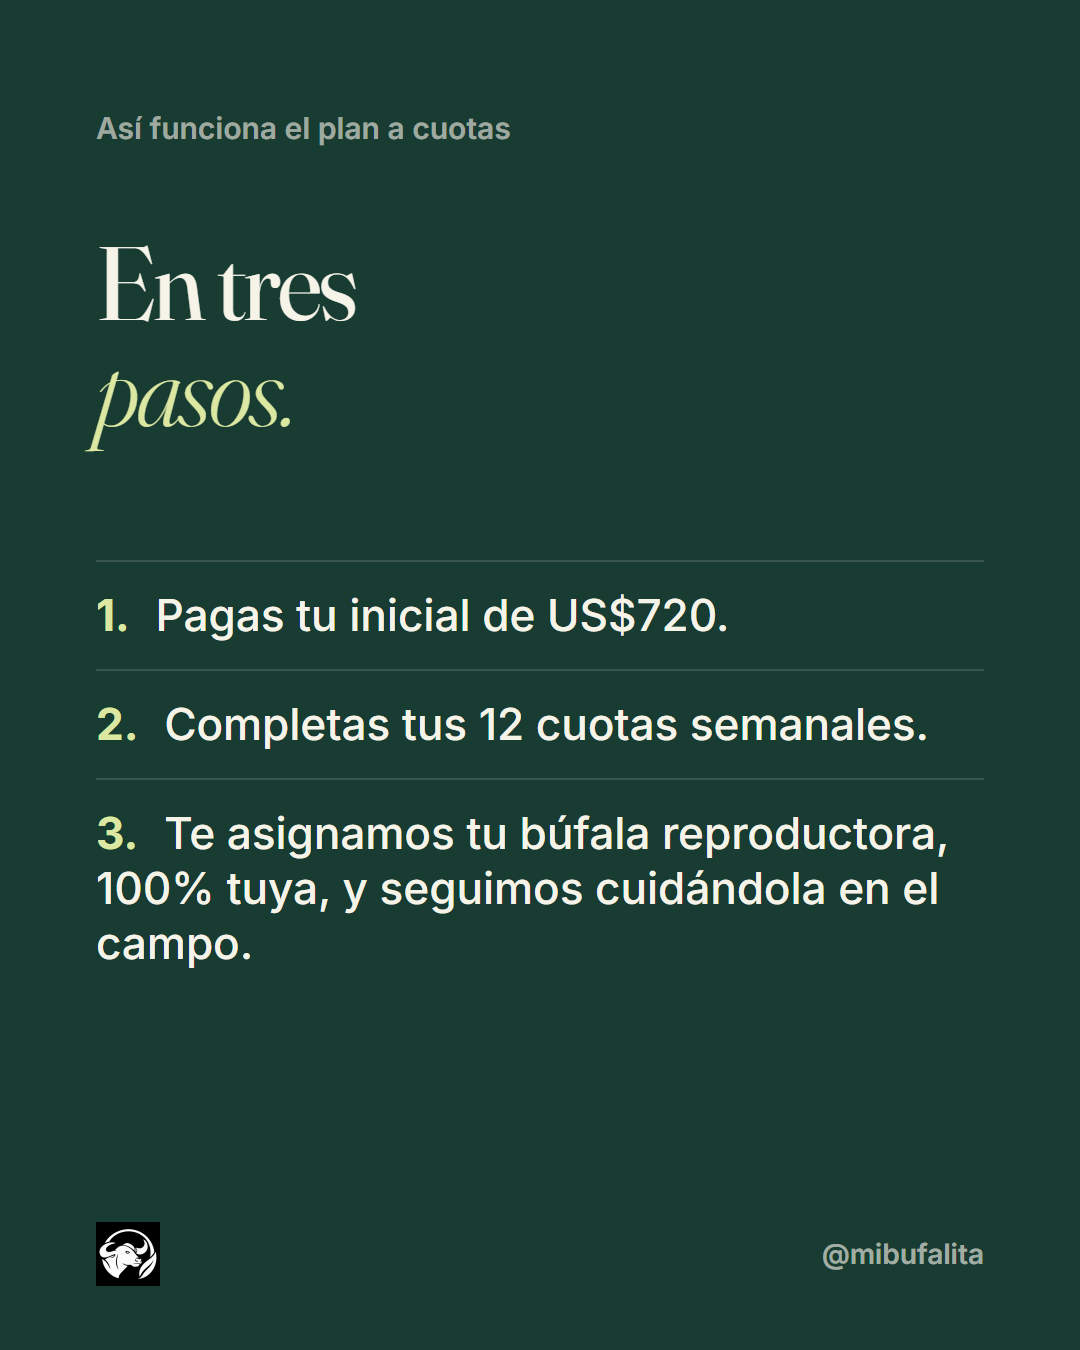 Así funciona el plan a cuotas
En tres
pasos.
1. Pagas tu inicial de US$720.
2. Completas tus 12 cuotas semanales.
3. Te asignamos tu búfala reproductora,
100% tuya, y seguimos cuidándola en el
campo.
@mibufalita